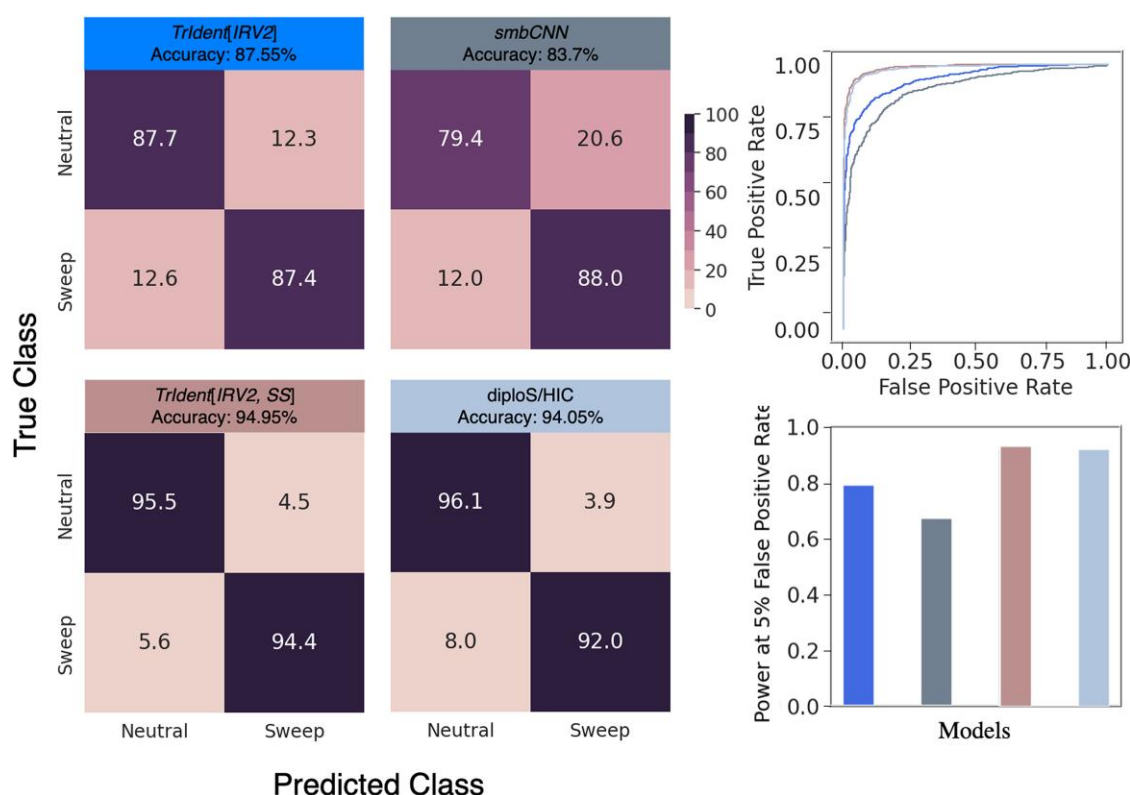 TrIdent[IRV2]
Accuracy: 87.55%
smbCNN
Accuracy: 83.7%
True Class
Neutral
87.7
12.3
79.4
20.6
Sweep
12.6
87.4
12.0
88.0
100
80
60
40
20
0
True Positive Rate
1.00
0.75
0.50
0.25
0.00
0.00 0.25 0.50 0.75 1.00
False Positive Rate
TrIdent[IRV2, SS]
Accuracy: 94.95%
diploS/HIC
Accuracy: 94.05%
Neutral
95.5
4.5
96.1
3.9
Sweep
5.6
94.4
8.0
92.0
Neutral Sweep
Neutral Sweep
Predicted Class
Power at 5% False Positive Rate
1.0
0.8
0.6
0.4
0.2
0.0
Models